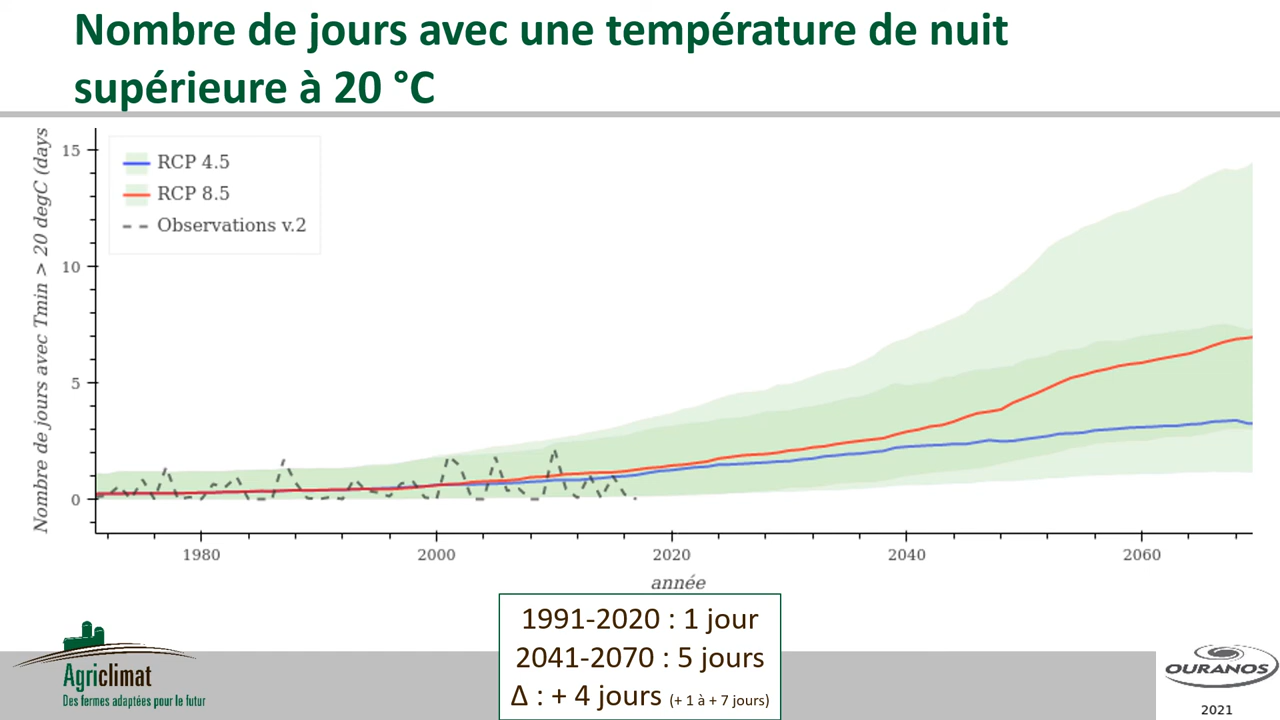 Nombre de jours avec une température de nuit
supérieure à 20 °C
Nombre de jours avec Tmin > 20 degC (days
15
10
5
0
RCP 4.5
RCP 8.5
Observations v.2
1980
2000
2020
2040
2060
année
1991-2020 : 1 jour
2041-2070 : 5 jours
Δ : + 4 jours (+ 1 à + 7 jours)
Agriclimat
Des fermes adaptées pour le futur
OURANOS
2021